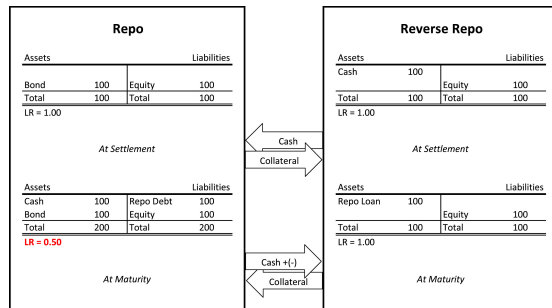 Repo
Assets Liabilities
Bond 100 Equity 100
Total 100 Total 100
LR = 1.00
At Settlement
Assets Liabilities
Cash 100 Repo Debt 100
Bond 100 Equity 100
Total 200 Total 200
LR = 0.50
At Maturity
Cash
Collateral
Cash +(-)
Collateral
Reverse Repo
Assets Liabilities
Cash 100
Equity 100
Total 100 Total 100
LR = 1.00
At Settlement
Assets Liabilities
Repo Loan 100
Equity 100
Total 100 Total 100
LR = 1.00
At Maturity